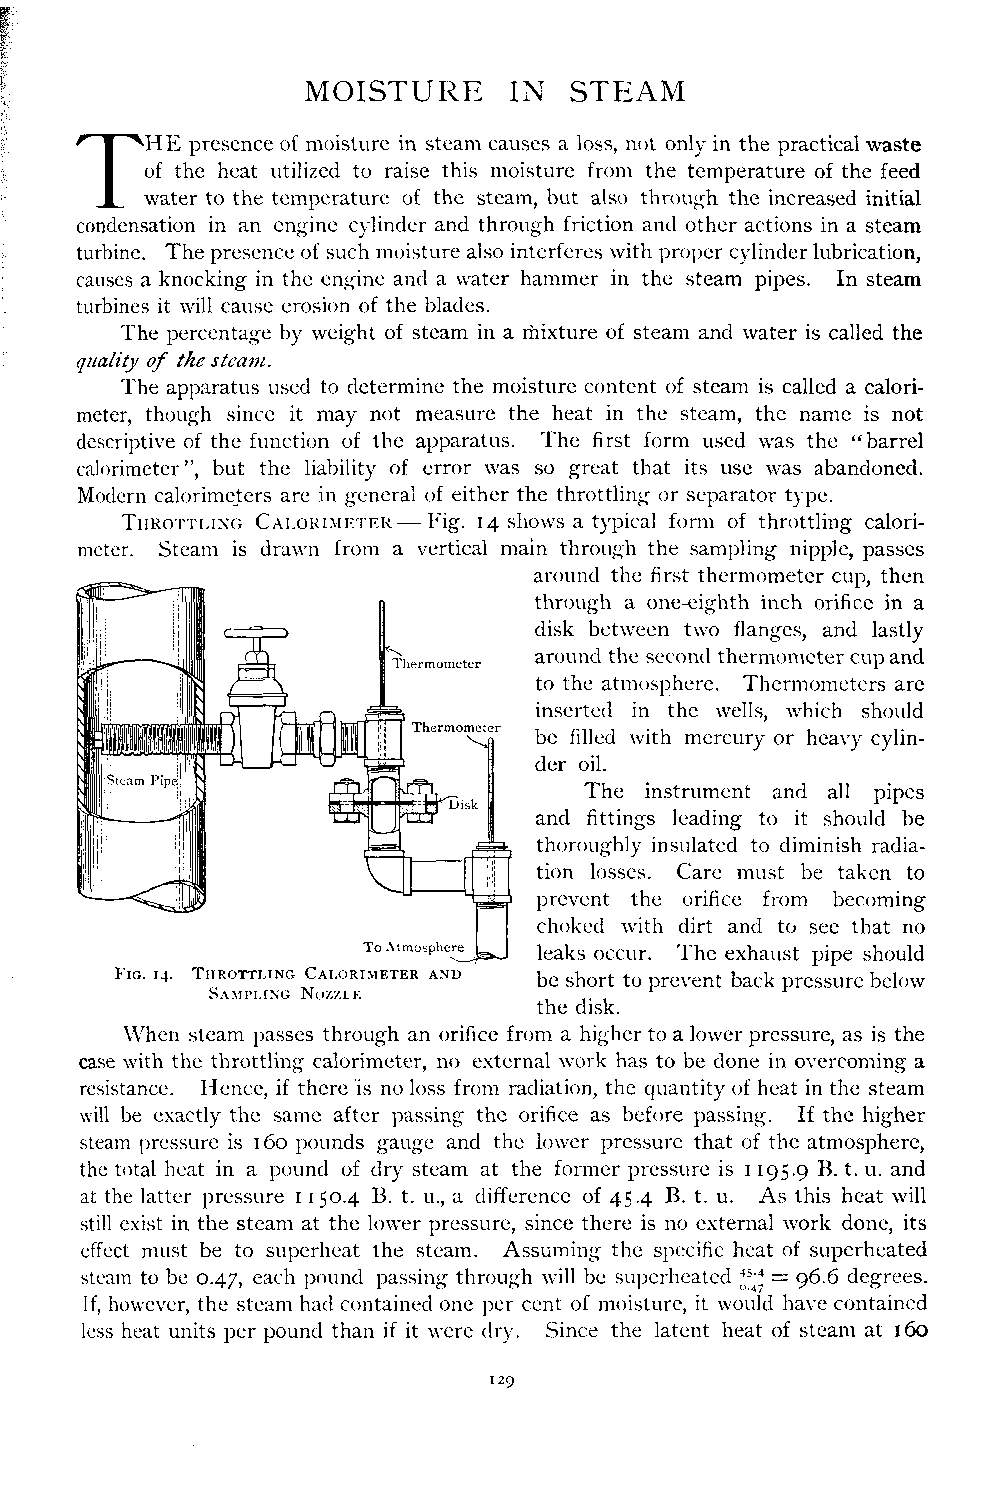 MOISTURE IN STEAM
THE presence of moisture in steam causes a loss, not only in the practical waste
of the heat utilized to raise this moisture from the temperature of the feed
water to the temperature of the steam, but also through the increased initial
condensation in an engine cylinder and through friction and other actions in a steam
turbine. The presence of such moisture also interferes with proper cylinder lubrication,
causes a knocking in the engine and a water hammer in the steam pipes. In steam
turbines it will cause erosion of the blades.
The percentage by weight of steam in a mixture of steam and water is called the
quality of the steam.
The apparatus used to determine the moisture content of steam is called a calori-
meter, though since it may not measure the heat in the steam, the name is not
descriptive of the function of the apparatus. The first form used was the "barrel
calorimeter", but the liability of error was so great that its use was abandoned.
Modern calorimeters are in general of either the throttling or separator type.
THROTTLING CALORIMETER — Fig. 14 shows a typical form of throttling calori-
meter. Steam is drawn from a vertical main through the sampling nipple, passes
around the first thermometer cup, then
through a one-eighth inch orifice in a
disk between two flanges, and lastly
around the second thermometer cup and
to the atmosphere. Thermometers are
inserted in the wells, which should
be filled with mercury or heavy cylin-
der oil.
Thermometer
Thermometer
Steam Pipe
Disk
To Atmosphere
FIG. 14. THROTTLING CALORIMETER AND
SAMPLING NOZZLE
The instrument and all pipes
and fittings leading to it should be
thoroughly insulated to diminish radia-
tion losses. Care must be taken to
prevent the orifice from becoming
choked with dirt and to see that no
leaks occur. The exhaust pipe should
be short to prevent back pressure below
the disk.
When steam passes through an orifice from a higher to a lower pressure, as is the
case with the throttling calorimeter, no external work has to be done in overcoming a
resistance. Hence, if there is no loss from radiation, the quantity of heat in the steam
will be exactly the same after passing the orifice as before passing. If the higher
steam pressure is 160 pounds gauge and the lower pressure that of the atmosphere,
the total heat in a pound of dry steam at the former pressure is 1195.9 B. t. u. and
at the latter pressure 1150.4 B. t. u., a difference of 45.4 B. t. u. As this heat will
still exist in the steam at the lower pressure, since there is no external work done, its
effect must be to superheat the steam. Assuming the specific heat of superheated
steam to be 0.47, each pound passing through will be superheated 45.4/0.47 = 96.6 degrees.
If, however, the steam had contained one per cent of moisture, it would have contained
less heat units per pound than if it were dry. Since the latent heat of steam at 160
129